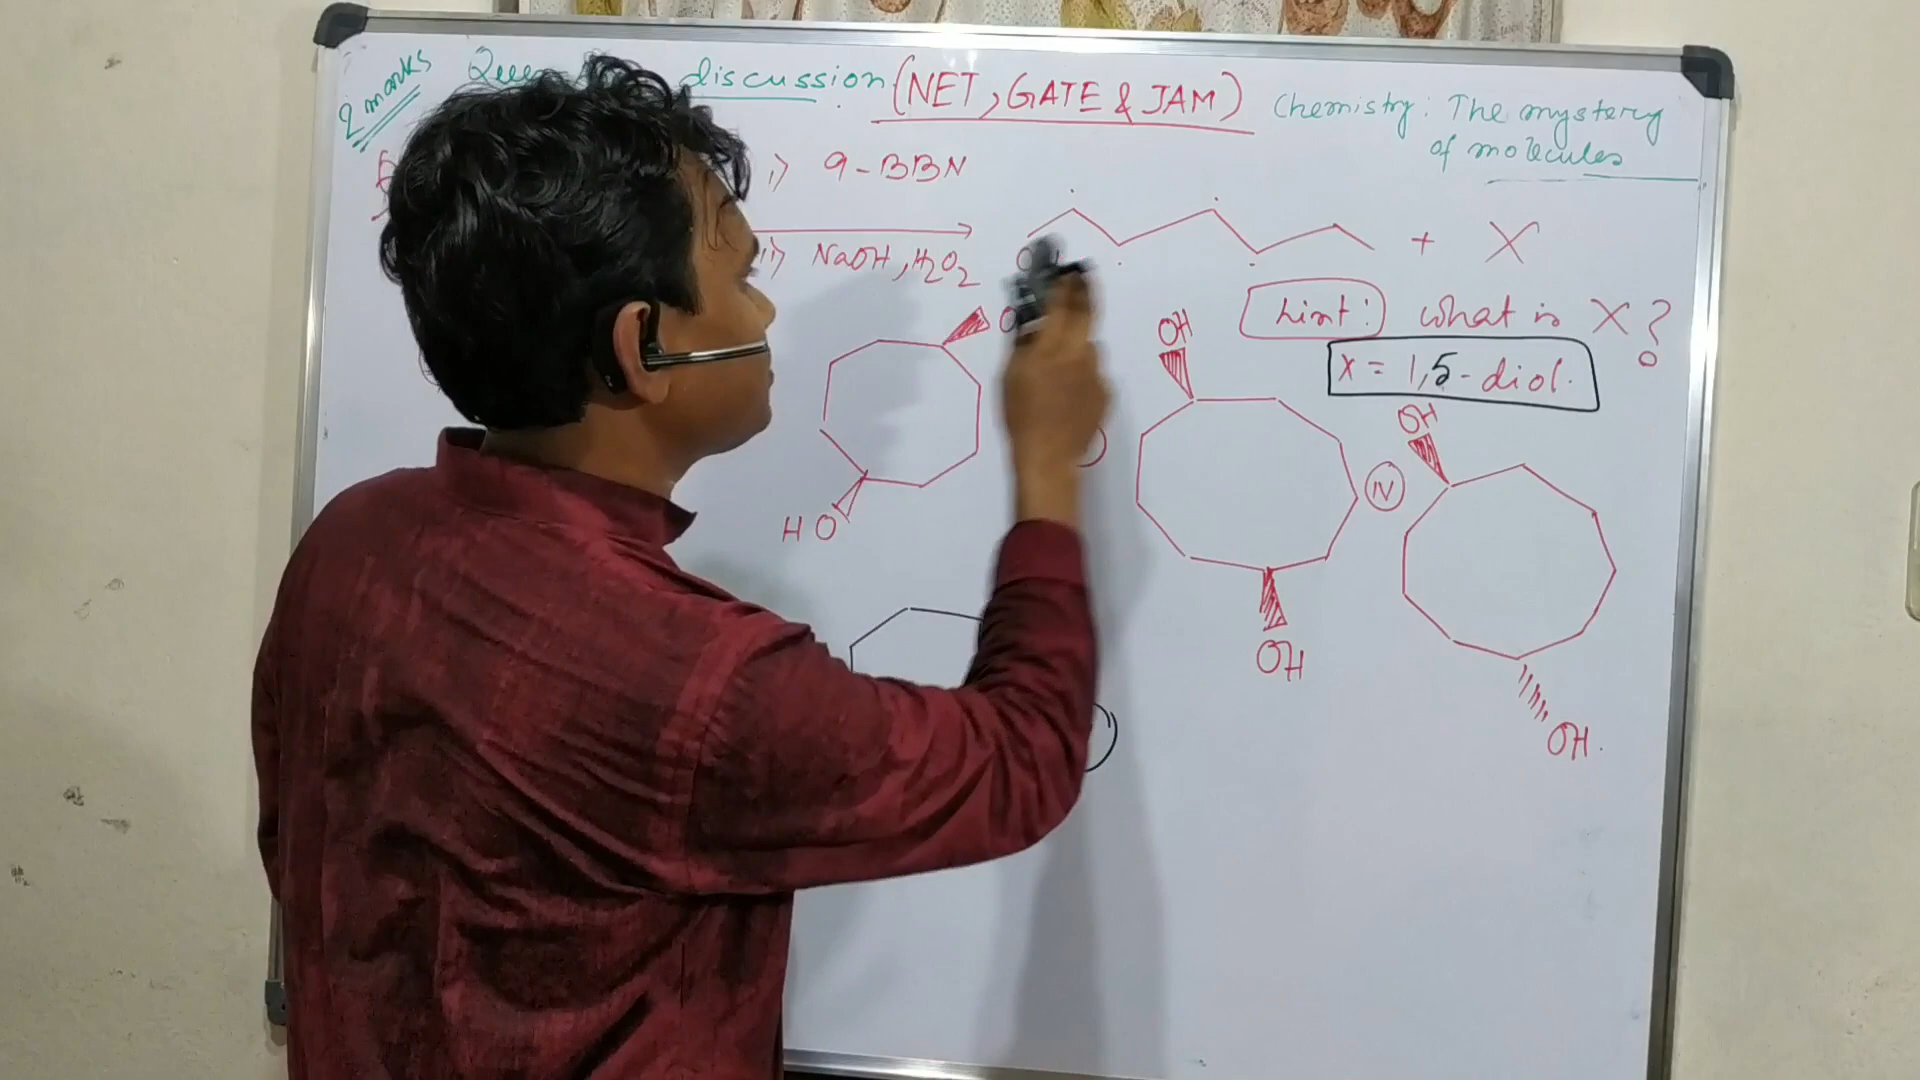 2 marks
discussion (NET, GATE & JAM)
Chemistry: The mystery
of molecules
i) 9-BBN
ii) NaOH, H2O2
+ X
hint: what is X?
X = 1,5-diol.
OH
HO
OH
OH
IV
OH
OH.